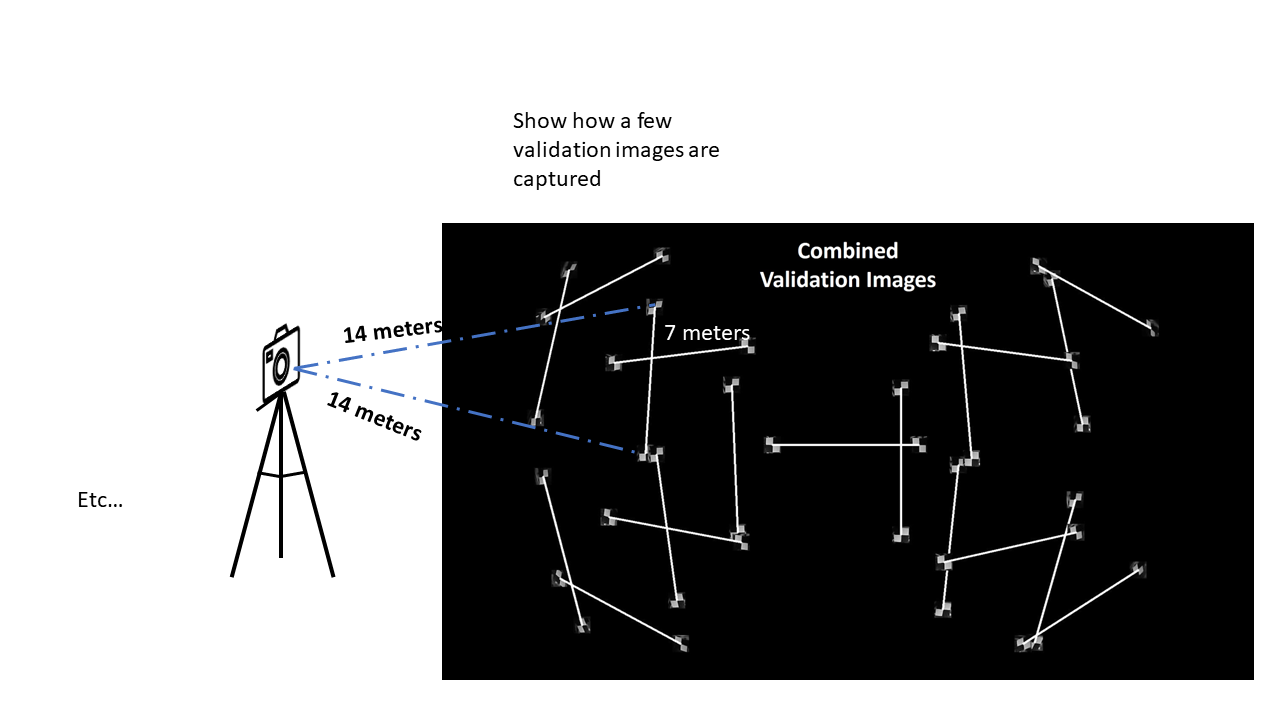 Show how a few
validation images are
captured
Combined
Validation Images
14 meters
7 meters
14 meters
Etc...